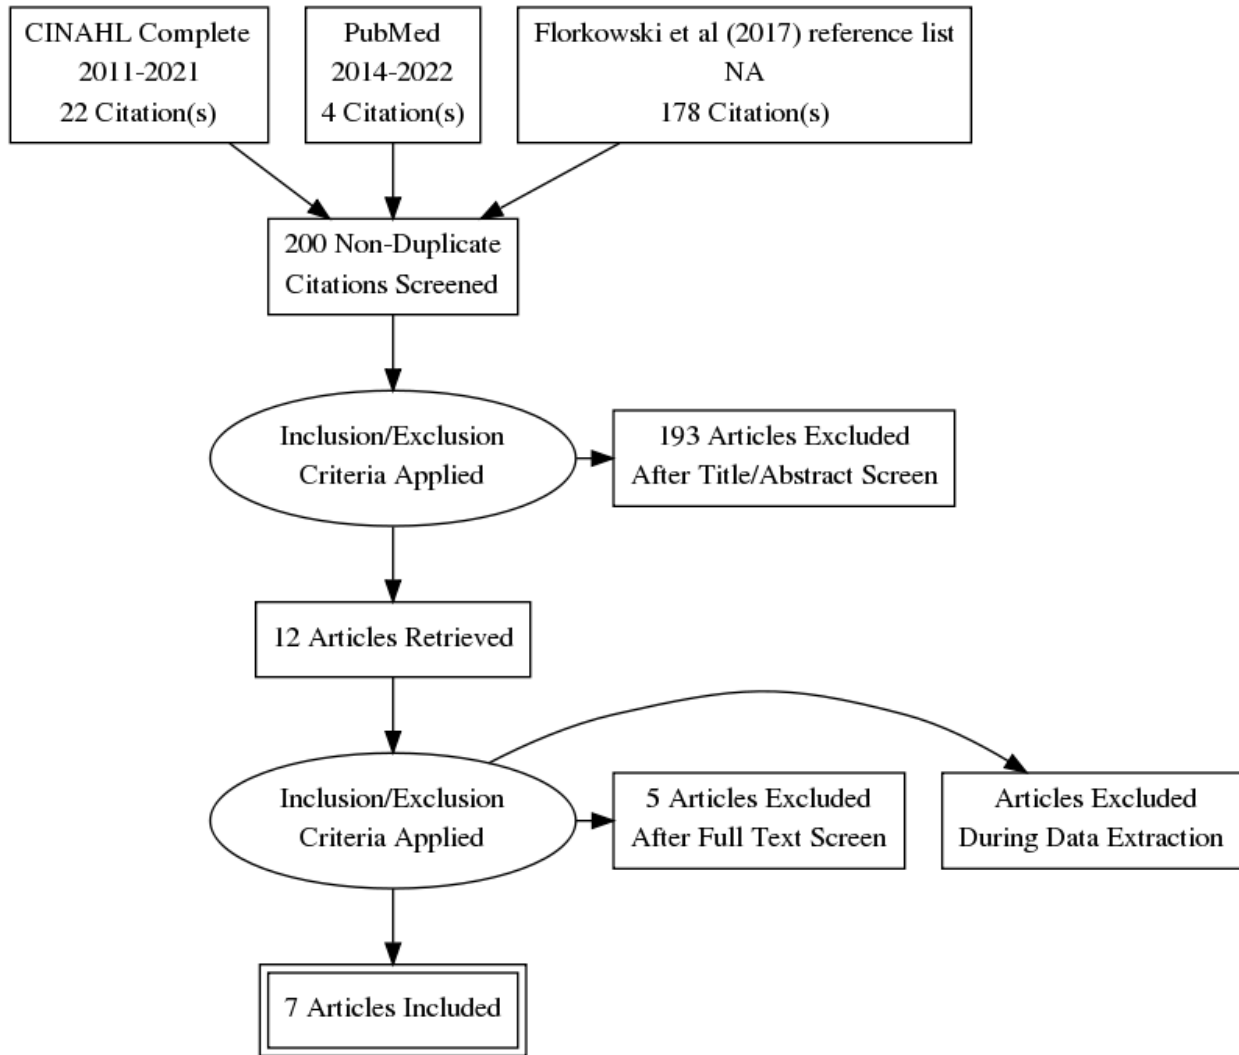 CINAHL Complete
2011-2021
22 Citation(s)
PubMed
2014-2022
4 Citation(s)
Florkowski et al (2017) reference list
NA
178 Citation(s)
200 Non-Duplicate
Citations Screened
Inclusion/Exclusion
Criteria Applied
193 Articles Excluded
After Title/Abstract Screen
12 Articles Retrieved
Inclusion/Exclusion
Criteria Applied
5 Articles Excluded
After Full Text Screen
Articles Excluded
During Data Extraction
7 Articles Included